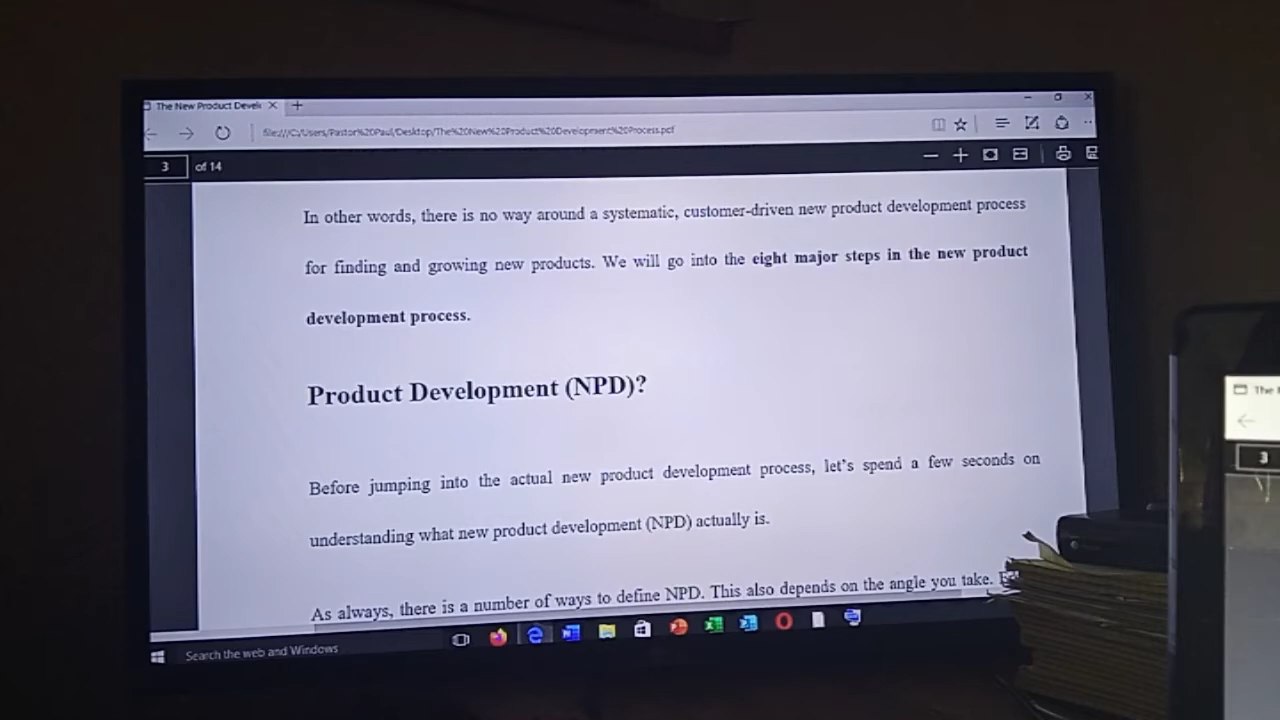 The New Product Devel
file:///C:/Users/Pastor%20Paul/Desktop/The%20New%20Product%20Development%20Process.pdf
3 of 14
In other words, there is no way around a systematic, customer-driven new product development process
for finding and growing new products. We will go into the eight major steps in the new product
development process.
Product Development (NPD)?
Before jumping into the actual new product development process, let's spend a few seconds on
understanding what new product development (NPD) actually is.
As always, there is a number of ways to define NPD. This also depends on the angle you take.
Search the web and Windows
The
3